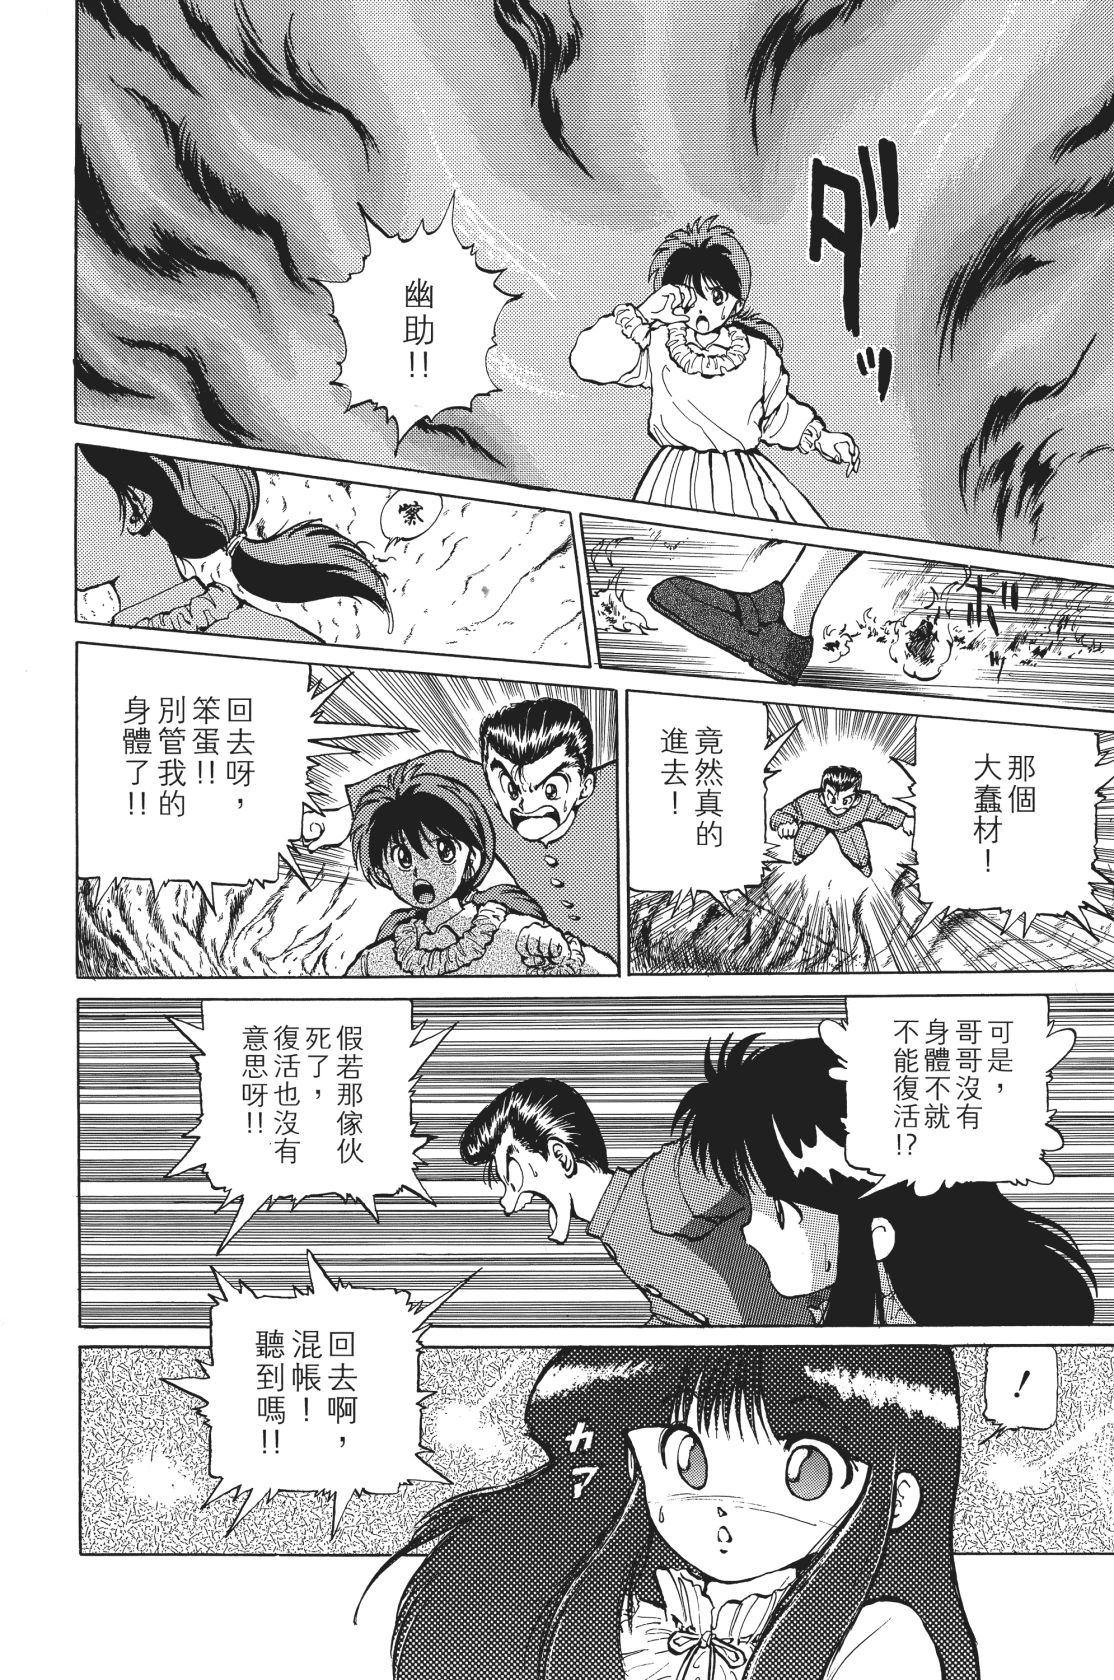 ダダッ
幽
助!!
ボ
察
那個
大蠢材！
竟然真的
進去！
回去呀，
笨蛋!!
別管我的
身體了!!
可是，
哥哥沒有
身體不就
不能復活!?
假若那傢伙
死了，
復活也沒有
意思呀!!
！
カァ
回去啊，
混帳！
聽到嗎!!